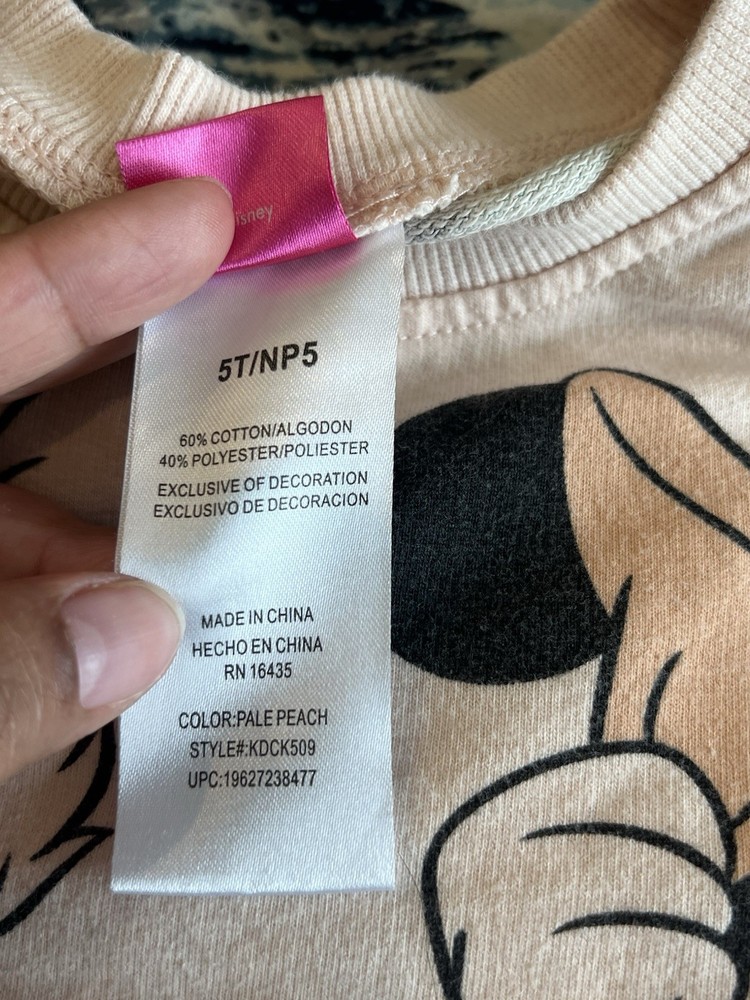 isney
5T/NP5
60% COTTON/ALGODON
40% POLYESTER/POLIESTER
EXCLUSIVE OF DECORATION
EXCLUSIVO DE DECORACION
MADE IN CHINA
HECHO EN CHINA
RN 16435
COLOR:PALE PEACH
STYLE#:KDCK509
UPC:19627238477